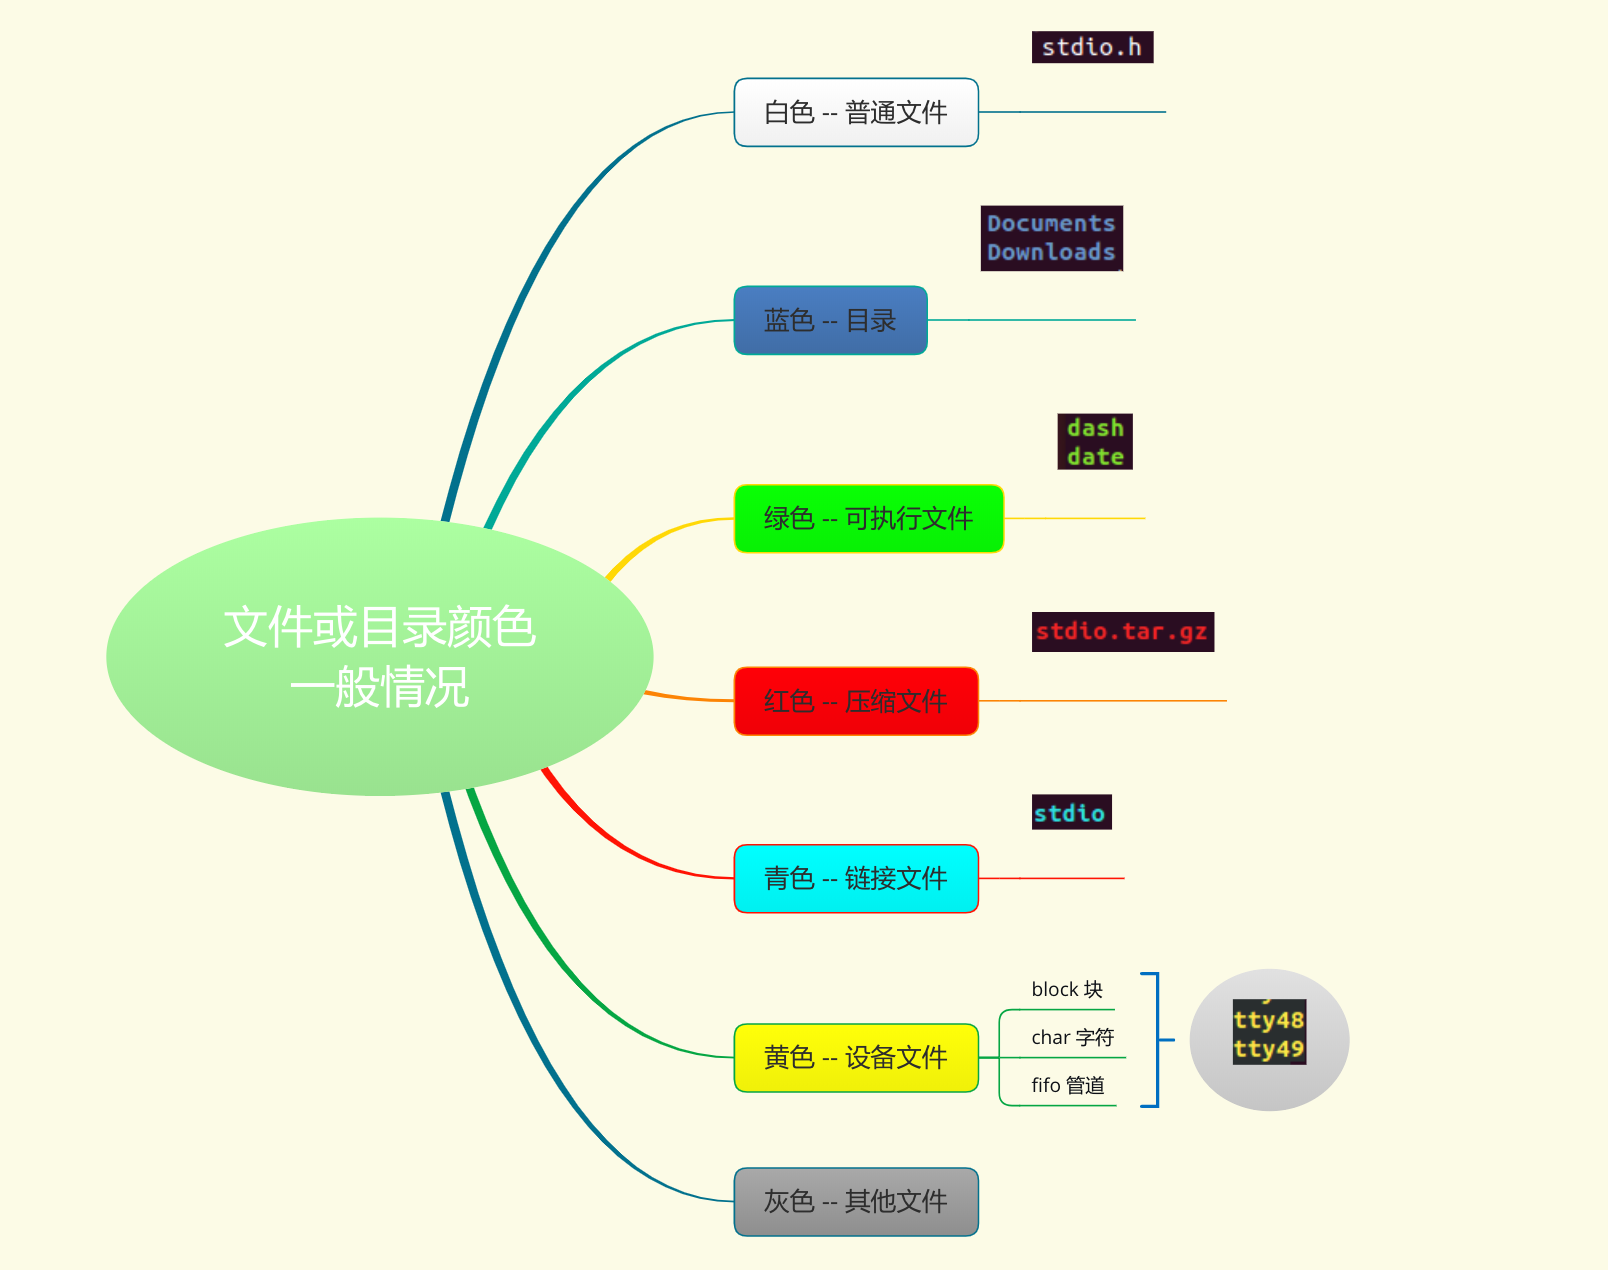 文件或目录颜色
一般情况
stdio.h
白色 -- 普通文件
Documents
Downloads
蓝色 -- 目录
dash
date
绿色 -- 可执行文件
stdio.tar.gz
红色 -- 压缩文件
stdio
青色 -- 链接文件
黄色 -- 设备文件
block 块
char 字符
fifo 管道
tty48
tty49
灰色 -- 其他文件